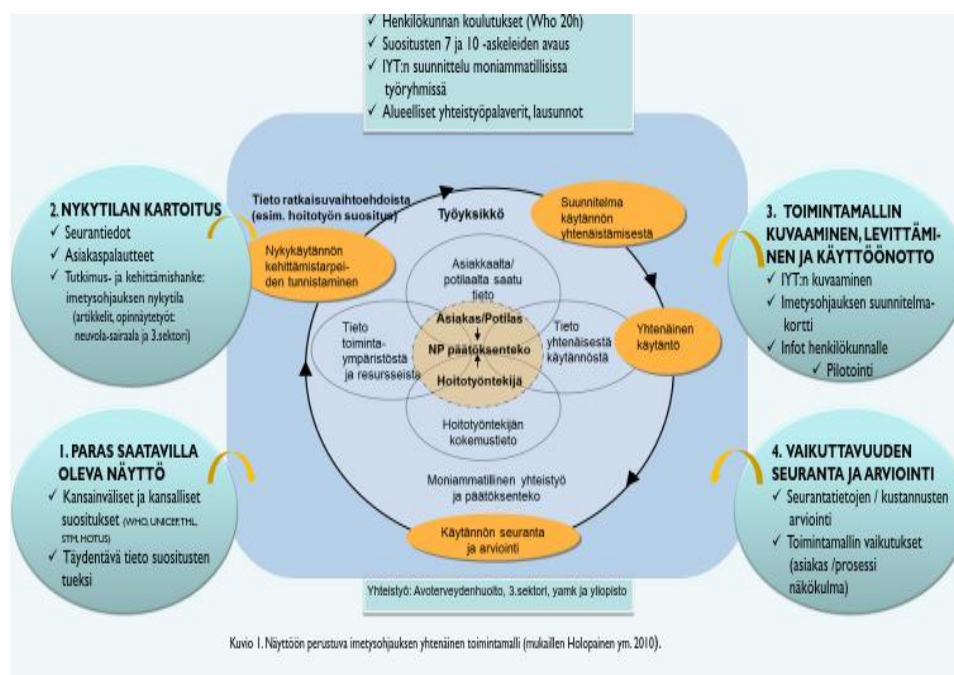 ✓ Henkilökunnan koulutukset (Who 20h)
✓ Suositusten 7 ja 10 -askeleiden avaus
✓ IYT:n suunnittelu moniammatillisissa
työryhmissä
✓ Alueelliset yhteistyöpalaverit, lausunnot
2. NYKYTILAN KARTOITUS
✓ Seurantiedot
✓ Asiakaspalautteet
✓ Tutkimus- ja kehittämishanke:
imetysohjauksen nykytila
(artikkelit, opinnäytetyöt:
neuvola-sairaala ja 3.sektori)
Tieto ratkaisuvaihtoehdoista
(esim. hoitotyön suositus)
Työyksikkö
Suunnitelma
käytännön
yhtenäistämisestä
Nykykäytännön
kehittämistarpei-
den tunnistaminen
Asiakkaalta/
potilaalta saatu
tieto
Asiakas/Potilas
NP päätöksenteko
Hoitotyöntekijä
Tieto
toiminta-
ympäristöstä
ja resursseista
Tieto
yhtenäisestä
käytännöstä
Yhtenäinen
käytäntö
Hoitotyöntekijän
kokemustieto
Moniammatillinen yhteistyö
ja päätöksenteko
Käytännön seuranta
ja arviointi
3. TOIMINTAMALLIN
KUVAAMINEN, LEVITTÄMI-
NEN JA KÄYTTÖÖNOTTO
✓ IYT:n kuvaaminen
✓ Imetysohjauksen suunnitelma-
kortti
✓ Infot henkilökunnalle
✓ Pilotointi
1. PARAS SAATAVILLA
OLEVA NÄYTTÖ
✓ Kansainväliset ja kansalliset
suositukset (WHO, UNICEF, THL,
STM, HOTUS)
✓ Täydentävä tieto suositusten
tueksi
4. VAIKUTTAVUUDEN
SEURANTA JA ARVIOINTI
✓ Seurantatietojen / kustannusten
arviointi
✓ Toimintamallin vaikutukset
(asiakas /prosessi
näkökulma)
Yhteistyö: Avoterveydenhuolto, 3.sektori, yamk ja yliopisto
Kuvio 1. Näyttöön perustuva imetysohjauksen yhtenäinen toimintamalli (mukaillen Holopainen ym. 2010).